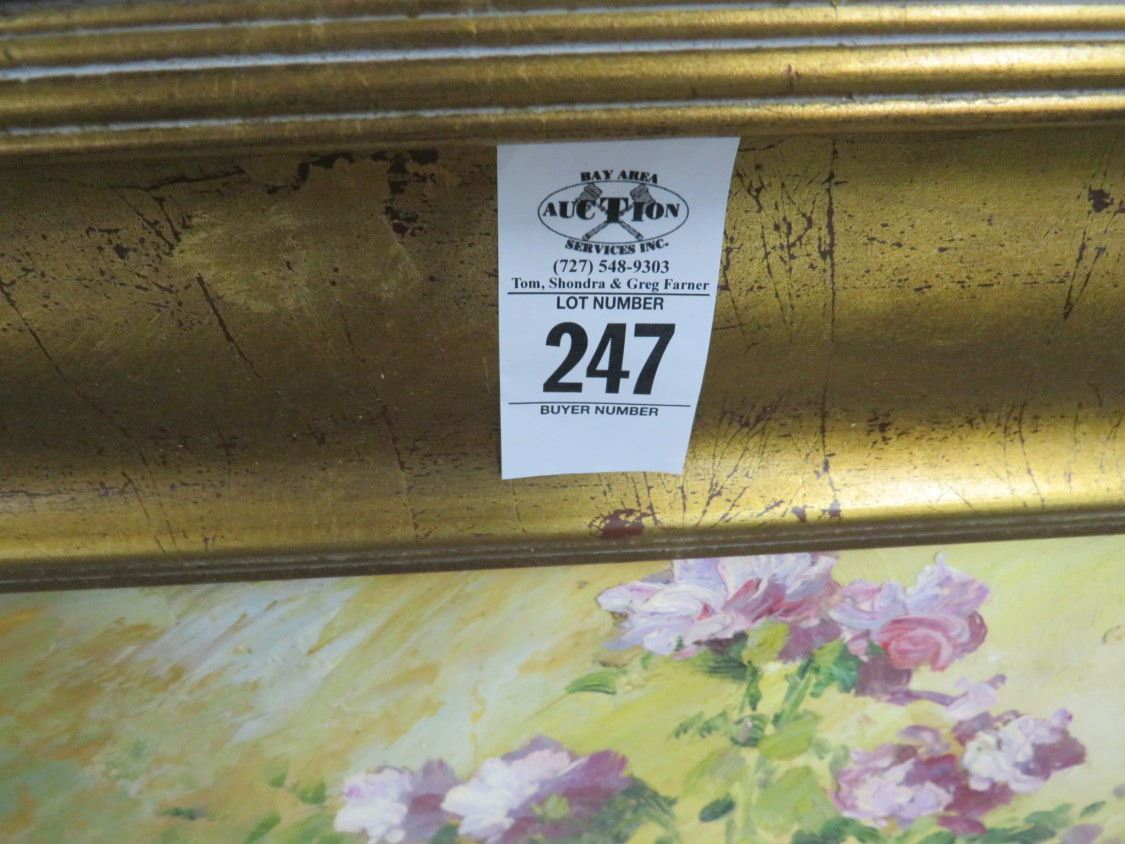 BAY AREA
AUCTION
SERVICES INC.
(727) 548-9303
Tom, Shondra & Greg Farner
LOT NUMBER
247
BUYER NUMBER